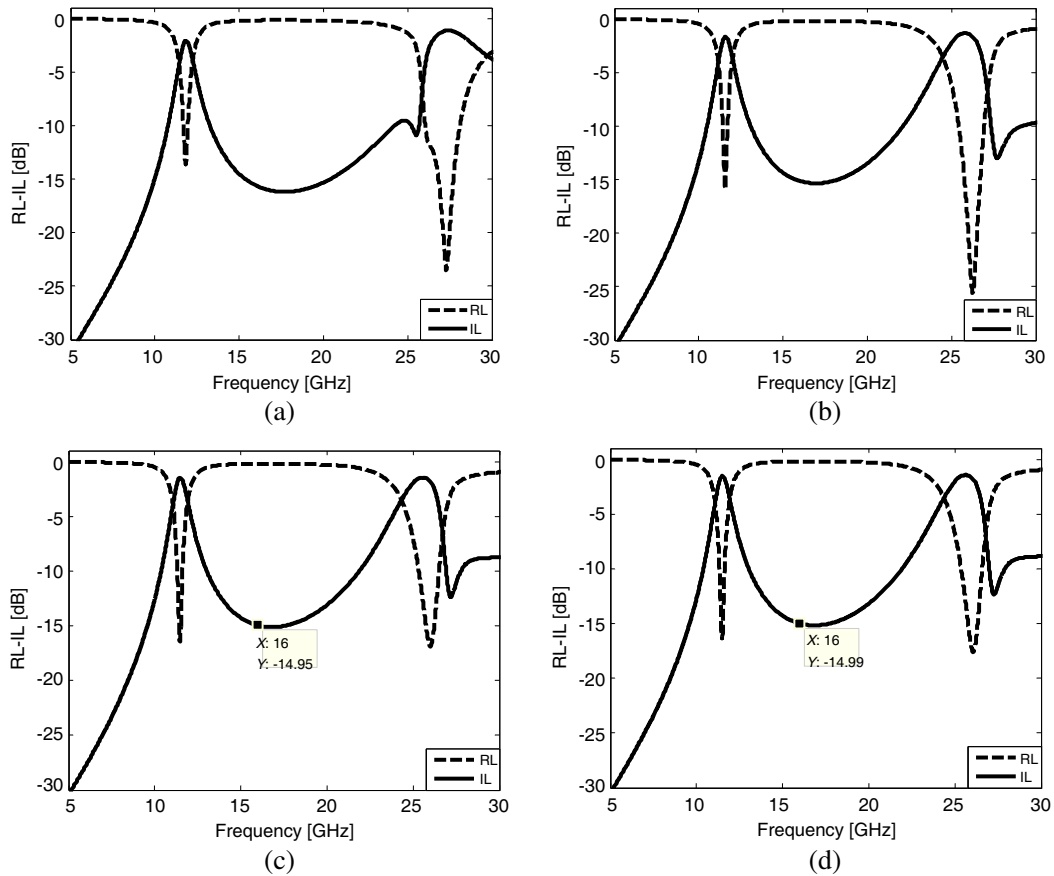 0
-5
-10
-15
-20
-25
-30
RL-IL [dB]
5 10 15 20 25 30
Frequency [GHz]
RL
IL
(a)
0
-5
-10
-15
-20
-25
-30
RL-IL [dB]
5 10 15 20 25 30
Frequency [GHz]
RL
IL
(b)
0
-5
-10
-15
-20
-25
-30
RL-IL [dB]
X: 16
Y: -14.95
5 10 15 20 25 30
Frequency [GHz]
RL
IL
(c)
0
-5
-10
-15
-20
-25
-30
RL-IL [dB]
X: 16
Y: -14.99
5 10 15 20 25 30
Frequency [GHz]
RL
IL
(d)